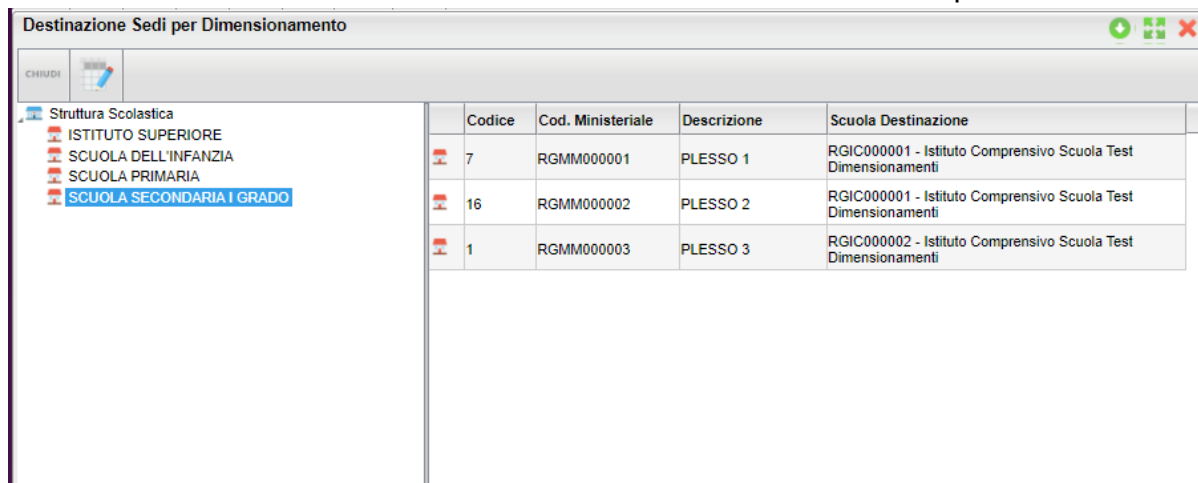 Destinazione Sedi per Dimensionamento
CHIUDI
Struttura Scolastica
ISTITUTO SUPERIORE
SCUOLA DELL'INFANZIA
SCUOLA PRIMARIA
SCUOLA SECONDARIA I GRADO
Codice Cod. Ministeriale Descrizione Scuola Destinazione
7 RGMM000001 PLESSO 1 RGIC000001 - Istituto Comprensivo Scuola Test
Dimensionamenti
16 RGMM000002 PLESSO 2 RGIC000001 - Istituto Comprensivo Scuola Test
Dimensionamenti
1 RGMM000003 PLESSO 3 RGIC000002 - Istituto Comprensivo Scuola Test
Dimensionamenti